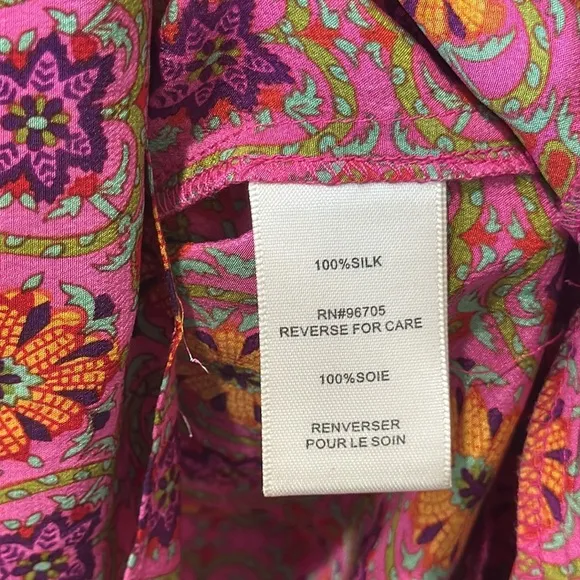 100%SILK
RN#96705
REVERSE FOR CARE
100%SOIE
RENVERSER
POUR LE SOIN